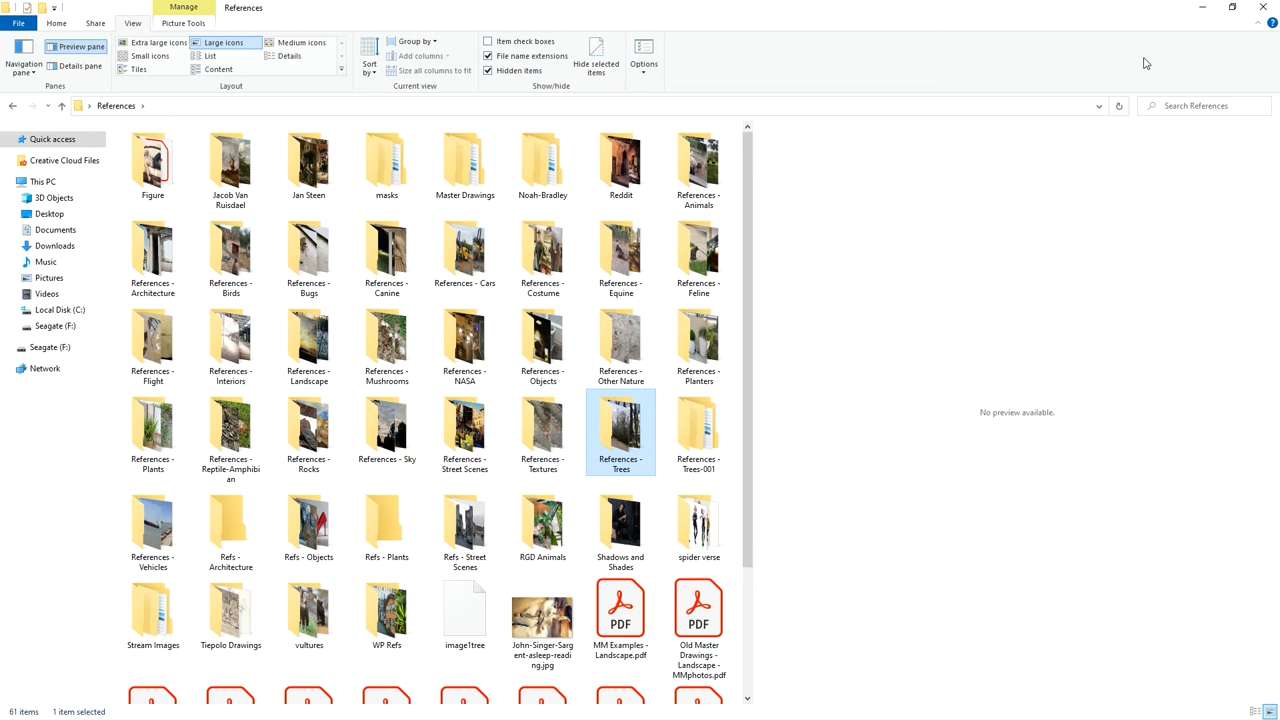 Manage
References
File
Home
Share
View
Picture Tools
Navigation
pane
Preview pane
Details pane
Panes
Extra large icons
Large icons
Medium icons
Small icons
List
Details
Tiles
Content
Layout
Sort
by
Group by
Add columns
Size all columns to fit
Current view
Item check boxes
File name extensions
Hidden items
Hide selected
items
Show/hide
Options
References
Search References
Quick access
Creative Cloud Files
This PC
3D Objects
Desktop
Documents
Downloads
Music
Pictures
Videos
Local Disk (C:)
Seagate (F:)
Seagate (F:)
Network
Figure
Jacob Van
Ruisdael
Jan Steen
masks
Master Drawings
Noah-Bradley
Reddit
References -
Animals
References -
Architecture
References -
Birds
References -
Bugs
References -
Canine
References - Cars
References -
Costume
References -
Equine
References -
Feline
References -
Flight
References -
Interiors
References -
Landscape
References -
Mushrooms
References -
NASA
References -
Objects
References -
Other Nature
References -
Planters
References -
Plants
References -
Reptile-Amphibi
an
References -
Rocks
References - Sky
References -
Street Scenes
References -
Textures
References -
Trees
References -
Trees-001
References -
Vehicles
Refs -
Architecture
Refs - Objects
Refs - Plants
Refs - Street
Scenes
RGD Animals
Shadows and
Shades
spider verse
Stream Images
Tiepolo Drawings
vultures
WP Refs
image1tree
John-Singer-Sarg
ent-asleep-readi
ng.jpg
PDF
MM Examples -
Landscape.pdf
PDF
Old Master
Drawings -
Landscape -
MMphotos.pdf
No preview available.
61 items
1 item selected